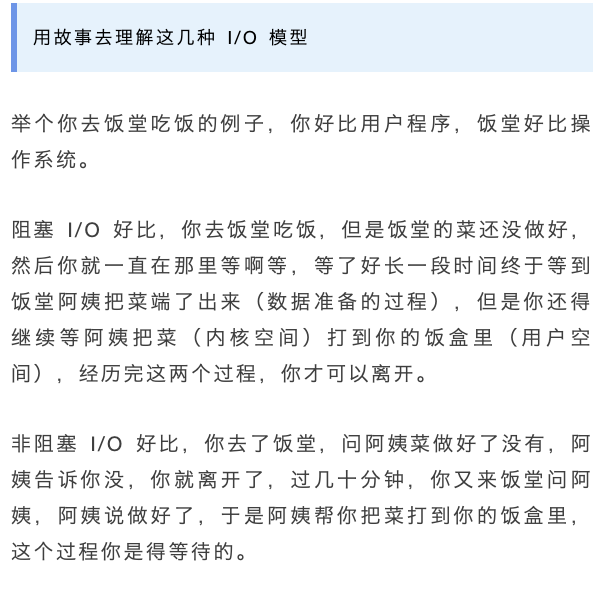 用故事去理解这几种 I/O 模型
举个你去饭堂吃饭的例子，你好比用户程序，饭堂好比操
作系统。
阻塞 I/O 好比，你去饭堂吃饭，但是饭堂的菜还没做好，
然后你就一直在那里等啊等，等了好长一段时间终于等到
饭堂阿姨把菜端了出来（数据准备的过程），但是你还得
继续等阿姨把菜（内核空间）打到你的饭盒里（用户空
间），经历完这两个过程，你才可以离开。
非阻塞 I/O 好比，你去了饭堂，问阿姨菜做好了没有，阿
姨告诉你没，你就离开了，过几十分钟，你又来饭堂问阿
姨，阿姨说做好了，于是阿姨帮你把菜打到你的饭盒里，
这个过程你是得等待的。